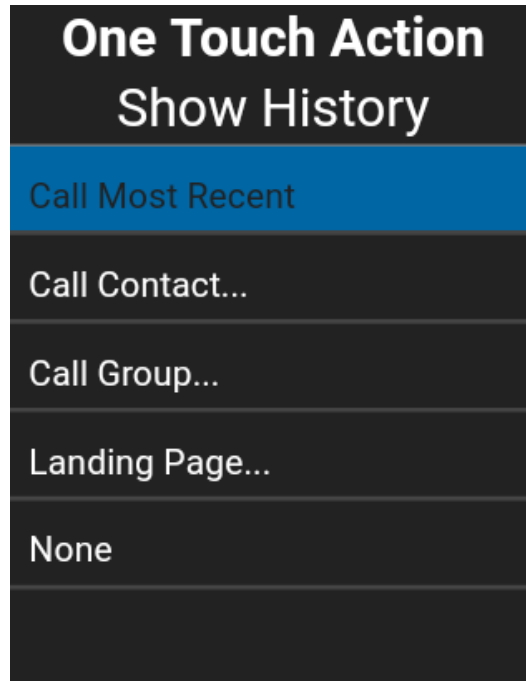 One Touch Action
Show History
Call Most Recent
Call Contact...
Call Group...
Landing Page...
None